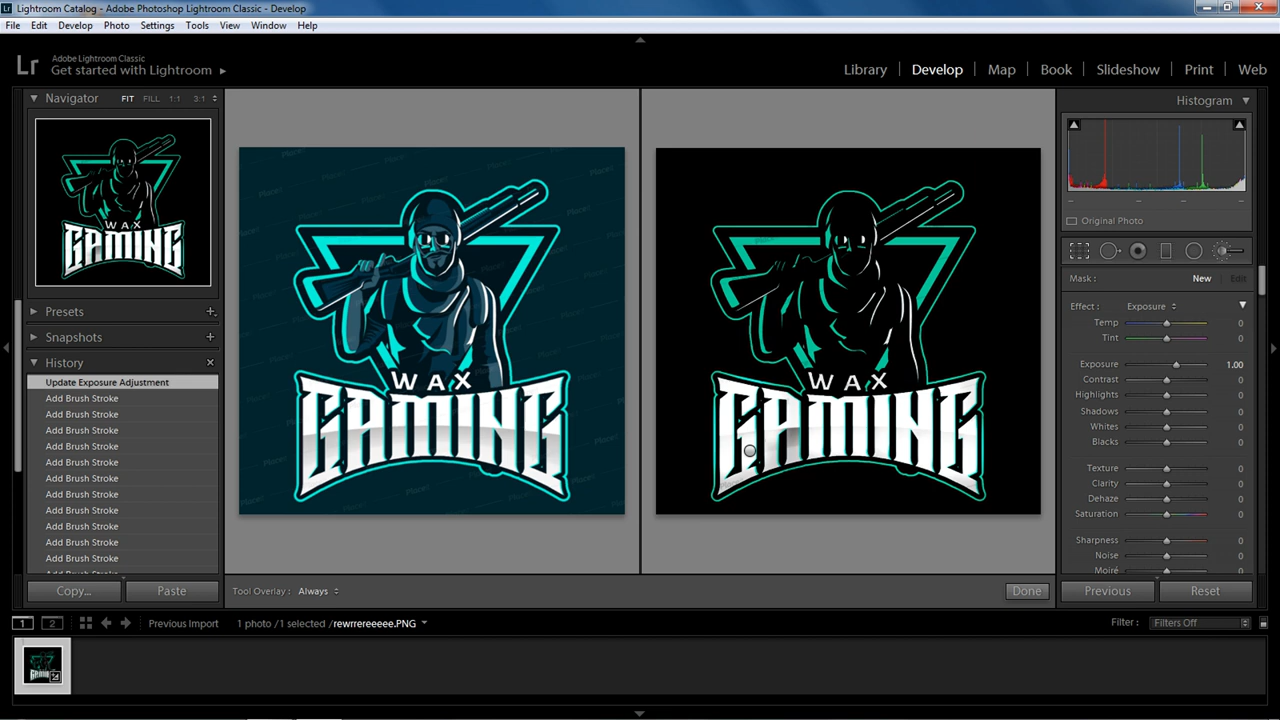 Lightroom Catalog - Adobe Photoshop Lightroom Classic - Develop
File Edit Develop Photo Settings Tools View Window Help
Lr
Adobe Lightroom Classic
Get started with Lightroom
Library Develop Map Book Slideshow Print Web
Navigator FIT FILL 1:1 3:1
WAX
GAMING
Presets
Snapshots
History
Update Exposure Adjustment
Add Brush Stroke
Add Brush Stroke
Add Brush Stroke
Add Brush Stroke
Add Brush Stroke
Add Brush Stroke
Add Brush Stroke
Add Brush Stroke
Add Brush Stroke
Add Brush Stroke
Add Brush Stroke
Add Brush Stroke
Copy... Paste
WAX
GAMING
WAX
GAMING
Tool Overlay : Always
Done
Histogram
Original Photo
Mask : New Edit
Effect : Exposure
Temp 0
Tint 0
Exposure 1.00
Contrast 0
Highlights 0
Shadows 0
Whites 0
Blacks 0
Texture 0
Clarity 0
Dehaze 0
Saturation 0
Sharpness 0
Noise 0
Moiré 0
Previous Reset
1 2 Previous Import 1 photo / 1 selected / rewrrereeeee.PNG
Filter : Filters Off